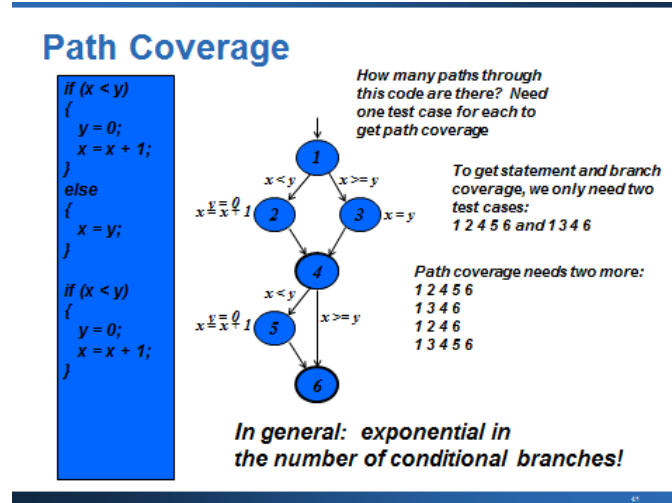 Path Coverage
if (x < y)
{
y = 0;
x = x + 1;
}
else
{
x = y;
}
if (x < y)
{
y = 0;
x = x + 1;
}
How many paths through
this code are there? Need
one test case for each to
get path coverage
1
x < y
x >= y
y = 0
x = x + 1
2
3
x = y
4
x < y
x >= y
y = 0
x = x + 1
5
6
To get statement and branch
coverage, we only need two
test cases:
1 2 4 5 6 and 1 3 4 6
Path coverage needs two more:
1 2 4 5 6
1 3 4 6
1 2 4 6
1 3 4 5 6
In general: exponential in
the number of conditional branches!